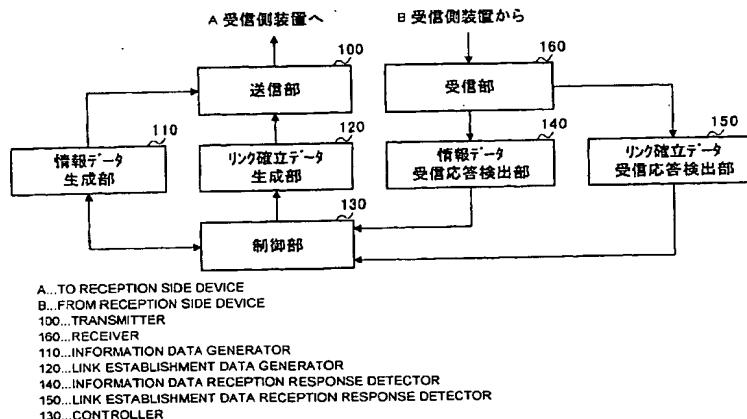 A 受信側装置へ
B 受信側装置から
100
送信部
160
受信部
110
情報データ
生成部
120
リンク確立データ
生成部
140
情報データ
受信応答検出部
150
リンク確立データ
受信応答検出部
130
制御部
A...TO RECEPTION SIDE DEVICE
B...FROM RECEPTION SIDE DEVICE
100...TRANSMITTER
160...RECEIVER
110...INFORMATION DATA GENERATOR
120...LINK ESTABLISHMENT DATA GENERATOR
140...INFORMATION DATA RECEPTION RESPONSE DETECTOR
150...LINK ESTABLISHMENT DATA RECEPTION RESPONSE DETECTOR
130...CONTROLLER